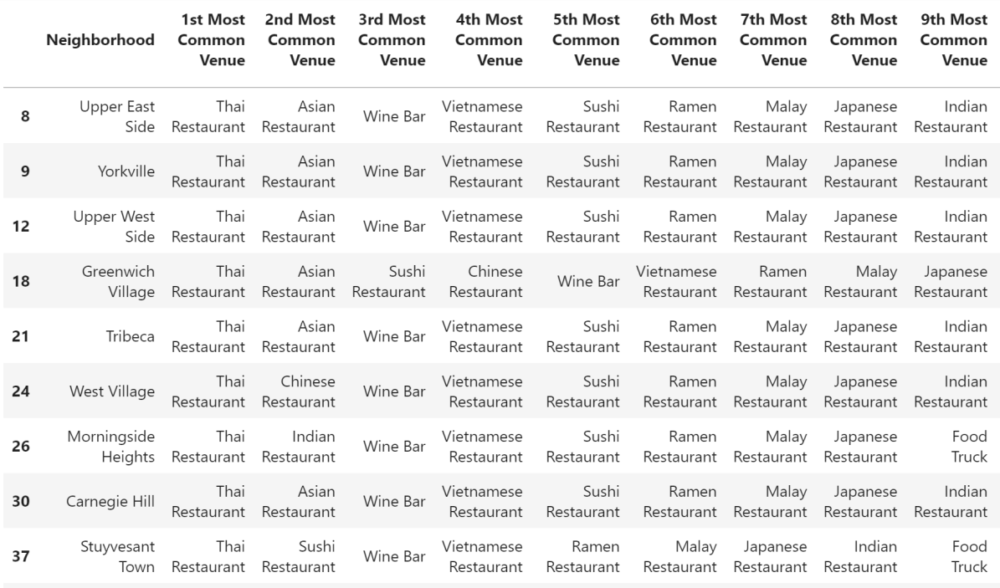 Neighborhood 1st Most Common Venue 2nd Most Common Venue 3rd Most Common Venue 4th Most Common Venue 5th Most Common Venue 6th Most Common Venue 7th Most Common Venue 8th Most Common Venue 9th Most Common Venue
8 Upper East Side Thai Restaurant Asian Restaurant Wine Bar Vietnamese Restaurant Sushi Restaurant Ramen Restaurant Malay Restaurant Japanese Restaurant Indian Restaurant
9 Yorkville Thai Restaurant Asian Restaurant Wine Bar Vietnamese Restaurant Sushi Restaurant Ramen Restaurant Malay Restaurant Japanese Restaurant Indian Restaurant
12 Upper West Side Thai Restaurant Asian Restaurant Wine Bar Vietnamese Restaurant Sushi Restaurant Ramen Restaurant Malay Restaurant Japanese Restaurant Indian Restaurant
18 Greenwich Village Thai Restaurant Asian Restaurant Sushi Restaurant Chinese Restaurant Wine Bar Vietnamese Restaurant Ramen Restaurant Malay Restaurant Japanese Restaurant
21 Tribeca Thai Restaurant Asian Restaurant Wine Bar Vietnamese Restaurant Sushi Restaurant Ramen Restaurant Malay Restaurant Japanese Restaurant Indian Restaurant
24 West Village Thai Restaurant Chinese Restaurant Wine Bar Vietnamese Restaurant Sushi Restaurant Ramen Restaurant Malay Restaurant Japanese Restaurant Indian Restaurant
26 Morningside Heights Thai Restaurant Indian Restaurant Wine Bar Vietnamese Restaurant Sushi Restaurant Ramen Restaurant Malay Restaurant Japanese Restaurant Food Truck
30 Carnegie Hill Thai Restaurant Asian Restaurant Wine Bar Vietnamese Restaurant Sushi Restaurant Ramen Restaurant Malay Restaurant Japanese Restaurant Indian Restaurant
37 Stuyvesant Town Thai Restaurant Sushi Restaurant Wine Bar Vietnamese Restaurant Ramen Restaurant Malay Restaurant Japanese Restaurant Indian Restaurant Food Truck